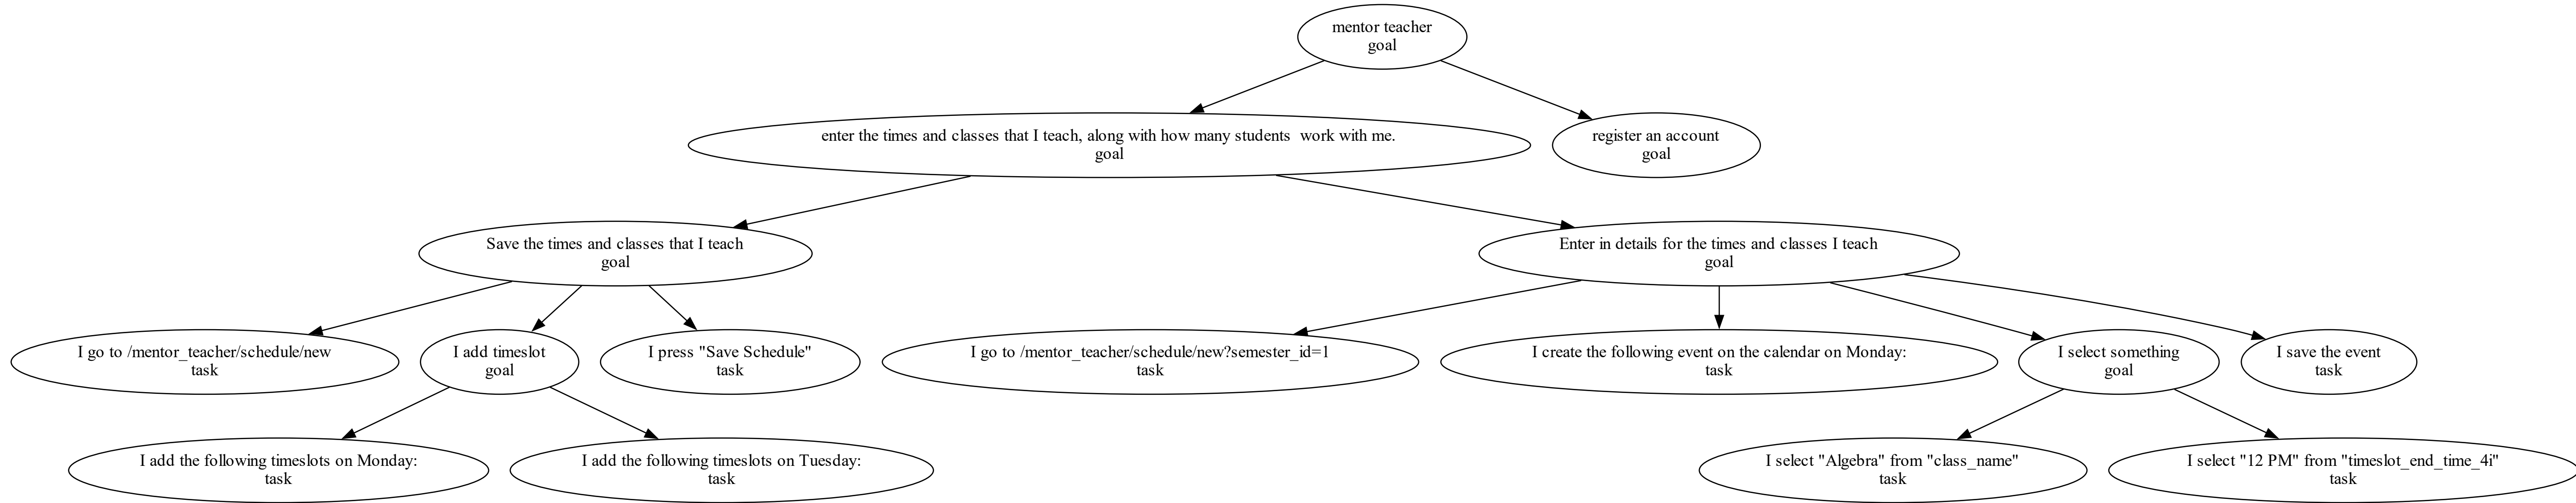 mentor teacher
goal
enter the times and classes that I teach, along with how many students  work with me.
goal
register an account
goal
Save the times and classes that I teach
goal
Enter in details for the times and classes I teach
goal
I go to /mentor_teacher/schedule/new
task
I add timeslot
goal
I press "Save Schedule"
task
I go to /mentor_teacher/schedule/new?semester_id=1
task
I create the following event on the calendar on Monday:
task
I select something
goal
I save the event
task
I add the following timeslots on Monday:
task
I add the following timeslots on Tuesday:
task
I select "Algebra" from "class_name"
task
I select "12 PM" from "timeslot_end_time_4i"
task